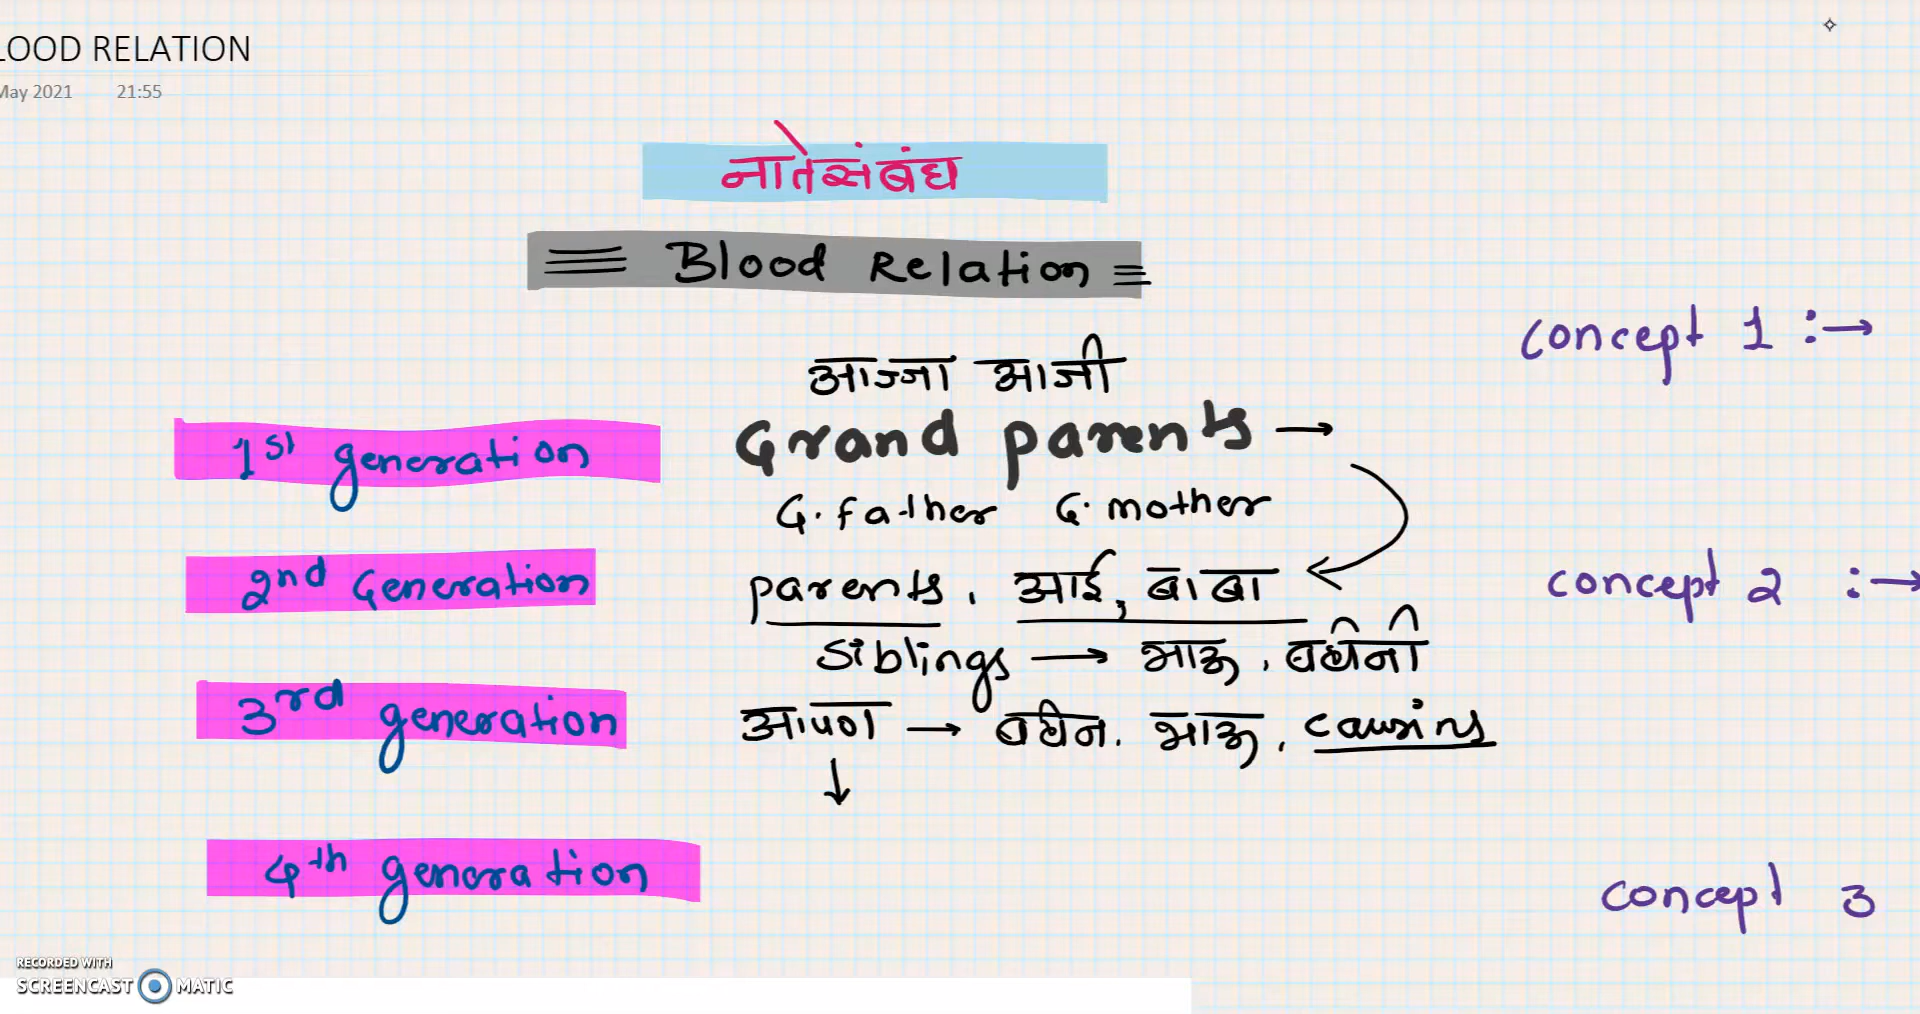 LOOD RELATION
May 2021 21:55
नातेसंबंध
Blood Relation
concept 1 :→
आज्जा आजी
1st generation Grand parents →
G. father G. mother
2nd Generation parents, आई, बाबा
concept 2 :→
siblings → भाऊ, बहीनी
3rd generation आपण → बहीन, भाऊ, causins
↓
4th generation
concept 3
RECORDED WITH
SCREENCAST MATIC